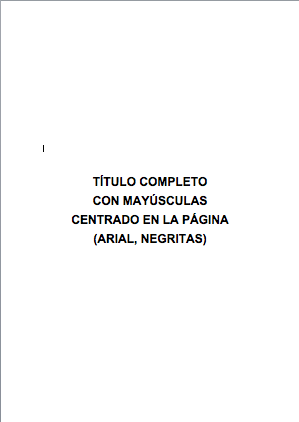 TÍTULO COMPLETO
CON MAYÚSCULAS
CENTRADO EN LA PÁGINA
(ARIAL, NEGRITAS)